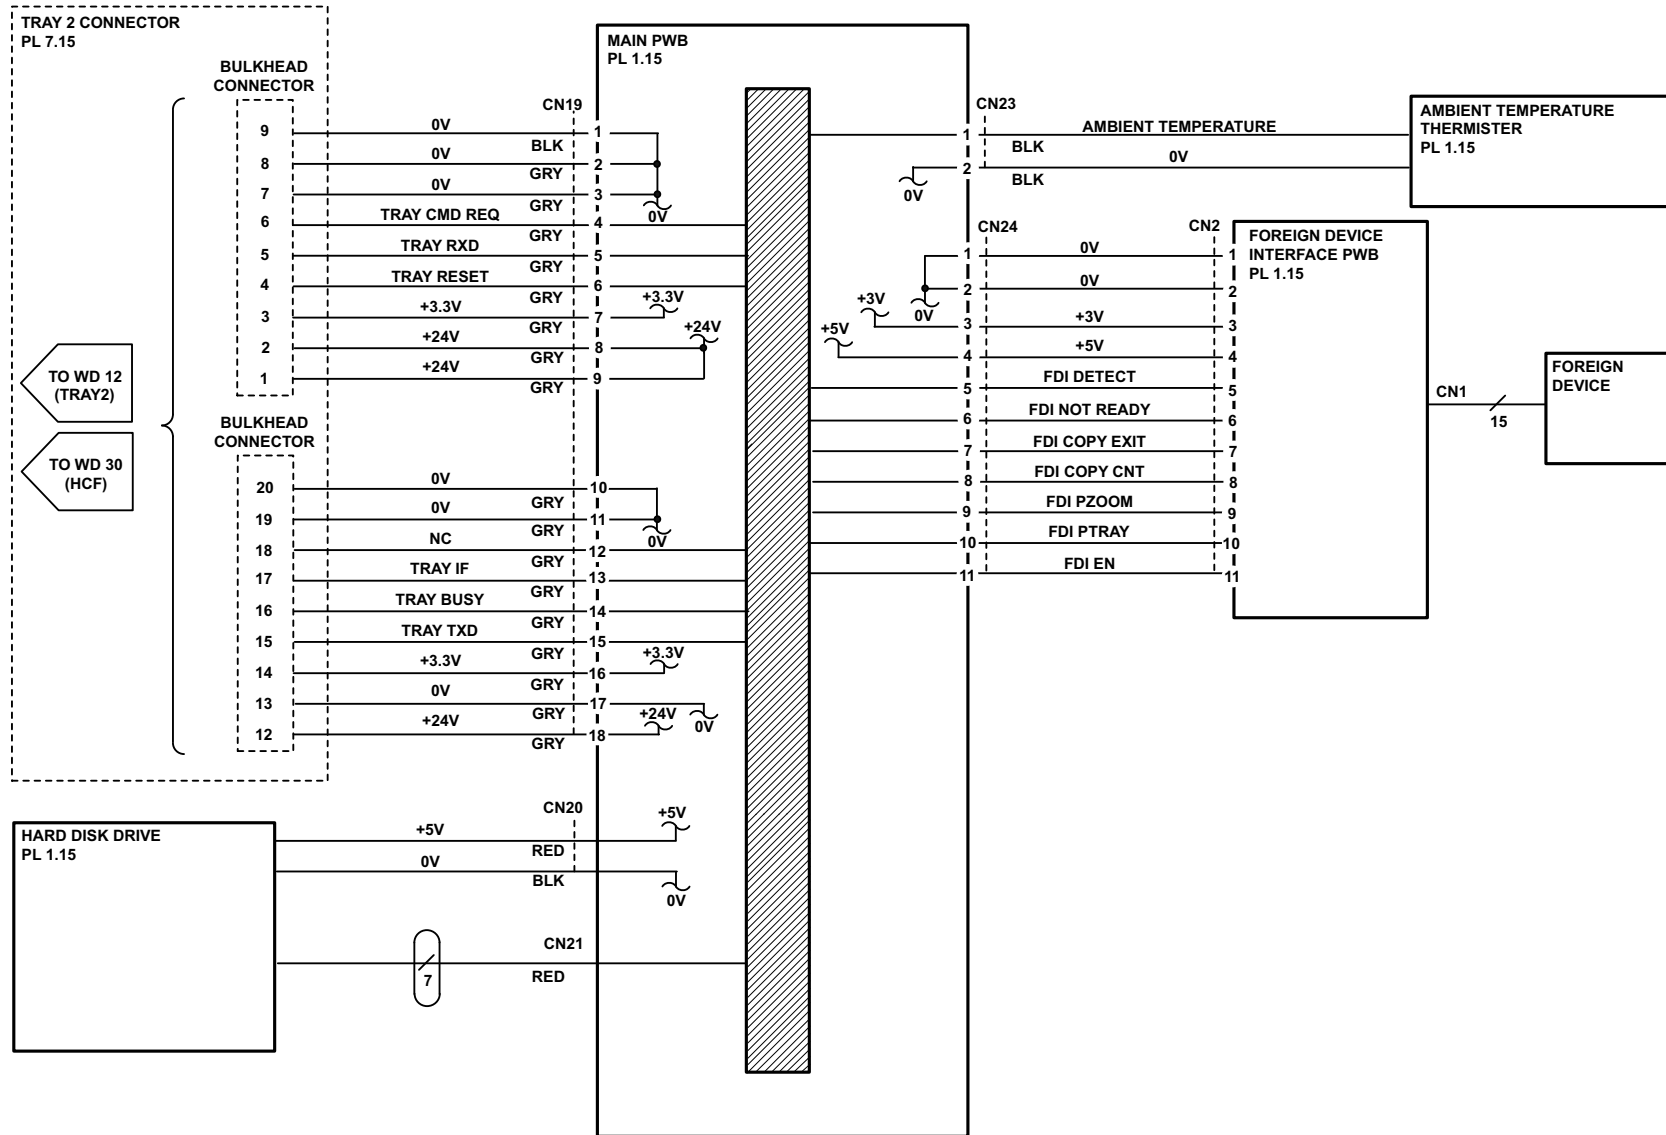 TRAY 2 CONNECTOR
PL 7.15
BULKHEAD
CONNECTOR
CN19
9
0V
BLK
1
8
0V
GRY
2
7
0V
GRY
3
0V
6
TRAY CMD REQ
GRY
4
5
TRAY RXD
GRY
5
4
TRAY RESET
GRY
6
3
+3.3V
GRY
7
+3.3V
2
+24V
GRY
8
+24V
1
+24V
GRY
9
TO WD 12
(TRAY2)
TO WD 30
(HCF)
BULKHEAD
CONNECTOR
20
0V
GRY
10
19
0V
GRY
11
0V
18
NC
GRY
12
17
TRAY IF
GRY
13
16
TRAY BUSY
GRY
14
15
TRAY TXD
GRY
15
14
+3.3V
GRY
16
+3.3V
13
0V
GRY
17
0V
12
+24V
GRY
18
+24V
HARD DISK DRIVE
PL 1.15
CN20
+5V
RED
+5V
0V
BLK
0V
CN21
7
RED
MAIN PWB
PL 1.15
CN23
1
AMBIENT TEMPERATURE
BLK
0V
2
0V
BLK
AMBIENT TEMPERATURE
THERMISTER
PL 1.15
CN24
CN2
1
0V
1
0V
2
0V
2
+3V
3
+3V
3
+5V
4
+5V
4
5
FDI DETECT
5
6
FDI NOT READY
6
7
FDI COPY EXIT
7
8
FDI COPY CNT
8
9
FDI PZOOM
9
10
FDI PTRAY
10
11
FDI EN
11
FOREIGN DEVICE
INTERFACE PWB
PL 1.15
CN1
15
FOREIGN
DEVICE